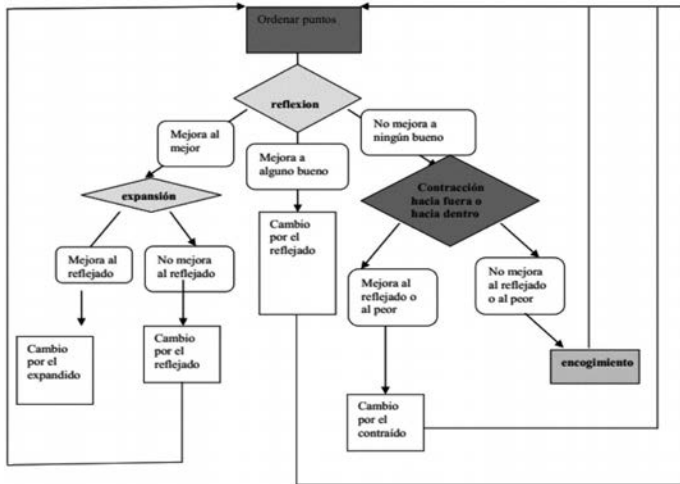 Ordenar puntos
reflexion
Mejora al
mejor
Mejora a
alguno bueno
No mejora a
ningún bueno
expansión
Contracción
hacia fuera o
hacia dentro
Cambio
por el
reflejado
Mejora al
reflejado
No mejora
al reflejado
Mejora al
reflejado o
al peor
No mejora
al reflejado
o al peor
Cambio
por el
expandido
Cambio
por el
reflejado
encogimiento
Cambio
por el
contraído